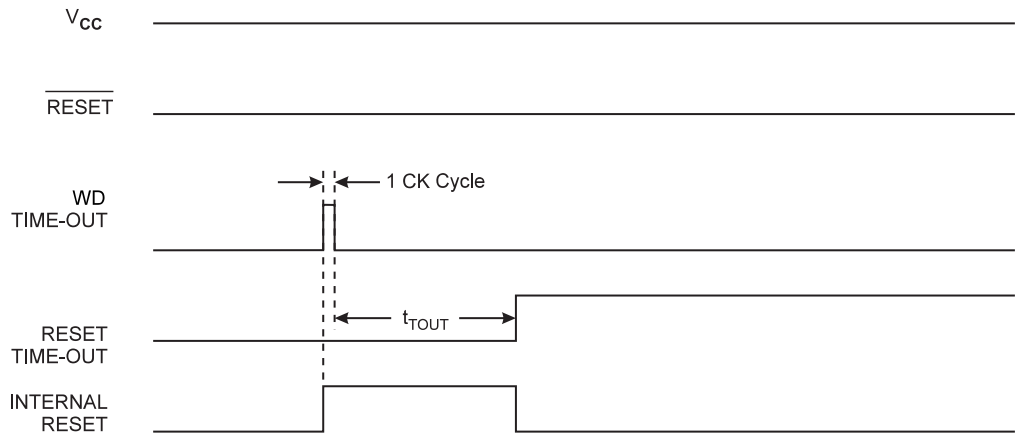 VCC
RESET
1 CK Cycle
WD
TIME-OUT
tTOUT
RESET
TIME-OUT
INTERNAL
RESET